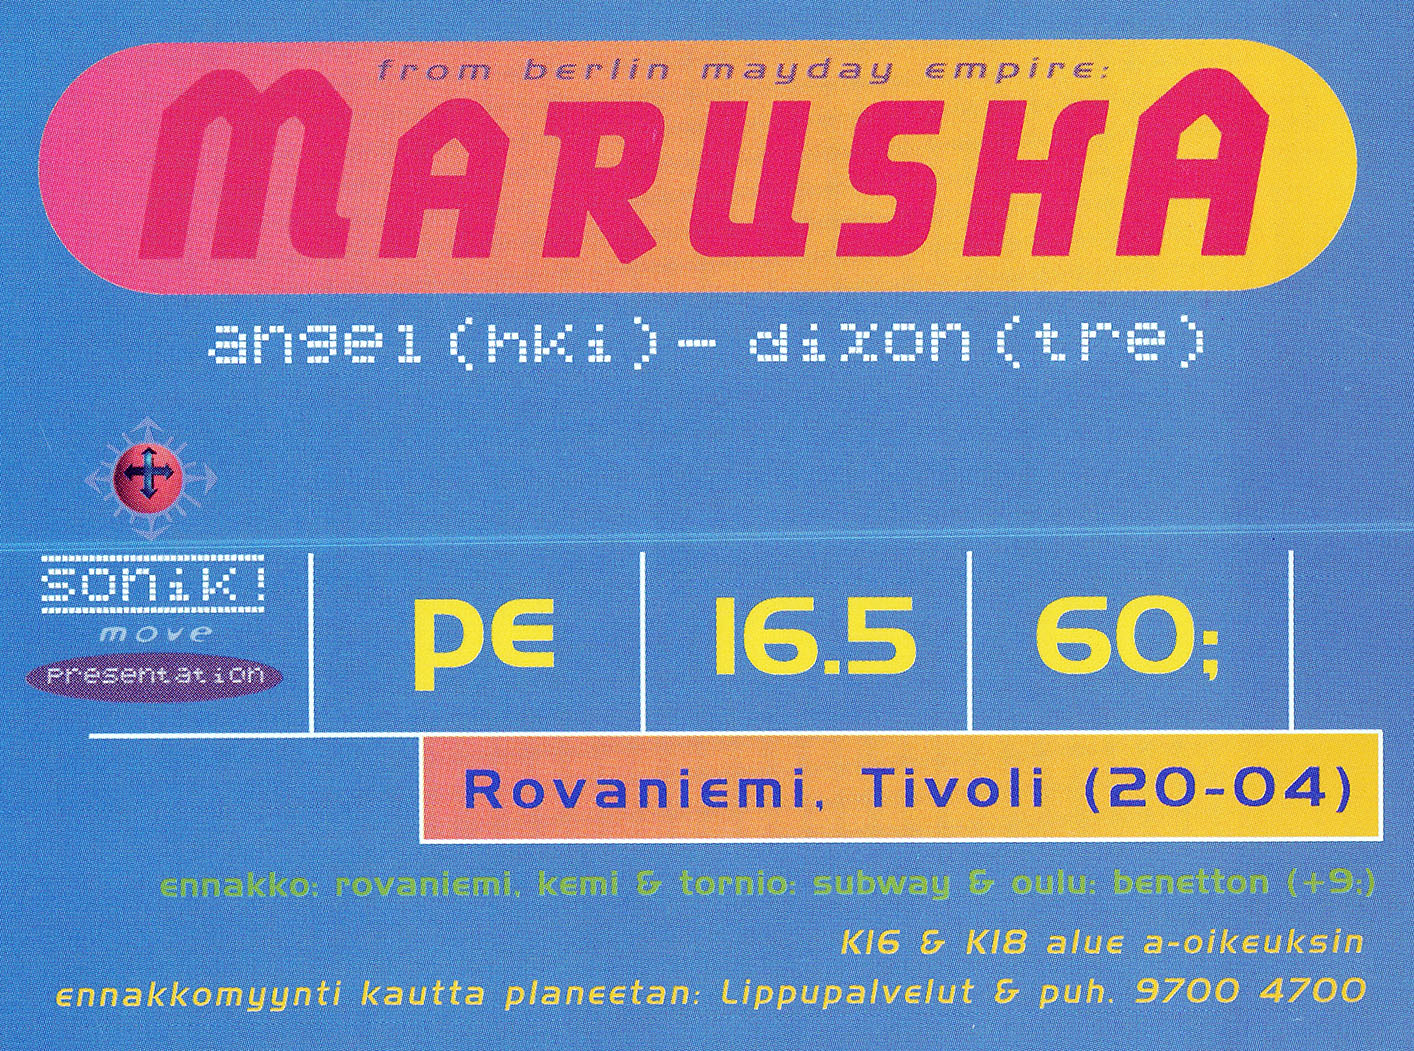 from berlin mayday empire:
MARUSHA
angel (hki) – dixon (tre)
sonik!
move
presentation
PE
16.5
60;
Rovaniemi, Tivoli (20-04)
ennakko: rovaniemi, kemi & tornio: subway & oulu: benetton (+9;)
K16 & K18 alue a-oikeuksin
ennakkomyynti kautta planeetan: Lippupalvelut & puh. 9700 4700